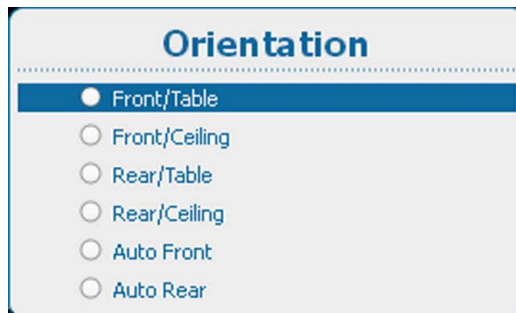 Orientation
Front/Table
Front/Ceiling
Rear/Table
Rear/Ceiling
Auto Front
Auto Rear